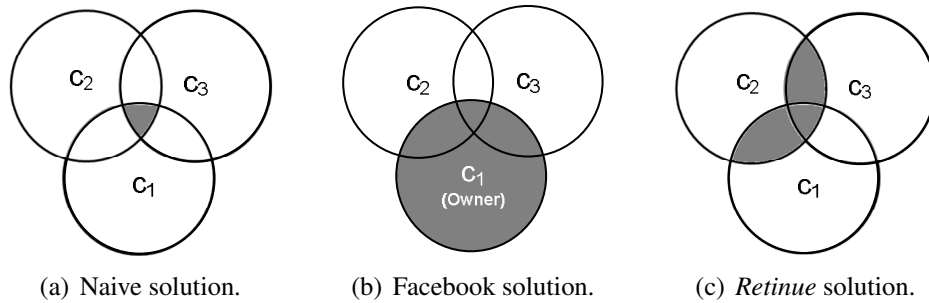 C2 C3
C1
(a) Naive solution.
C2 C3
C1
(Owner)
(b) Facebook solution.
C2 C3
C1
(c) Retinue solution.